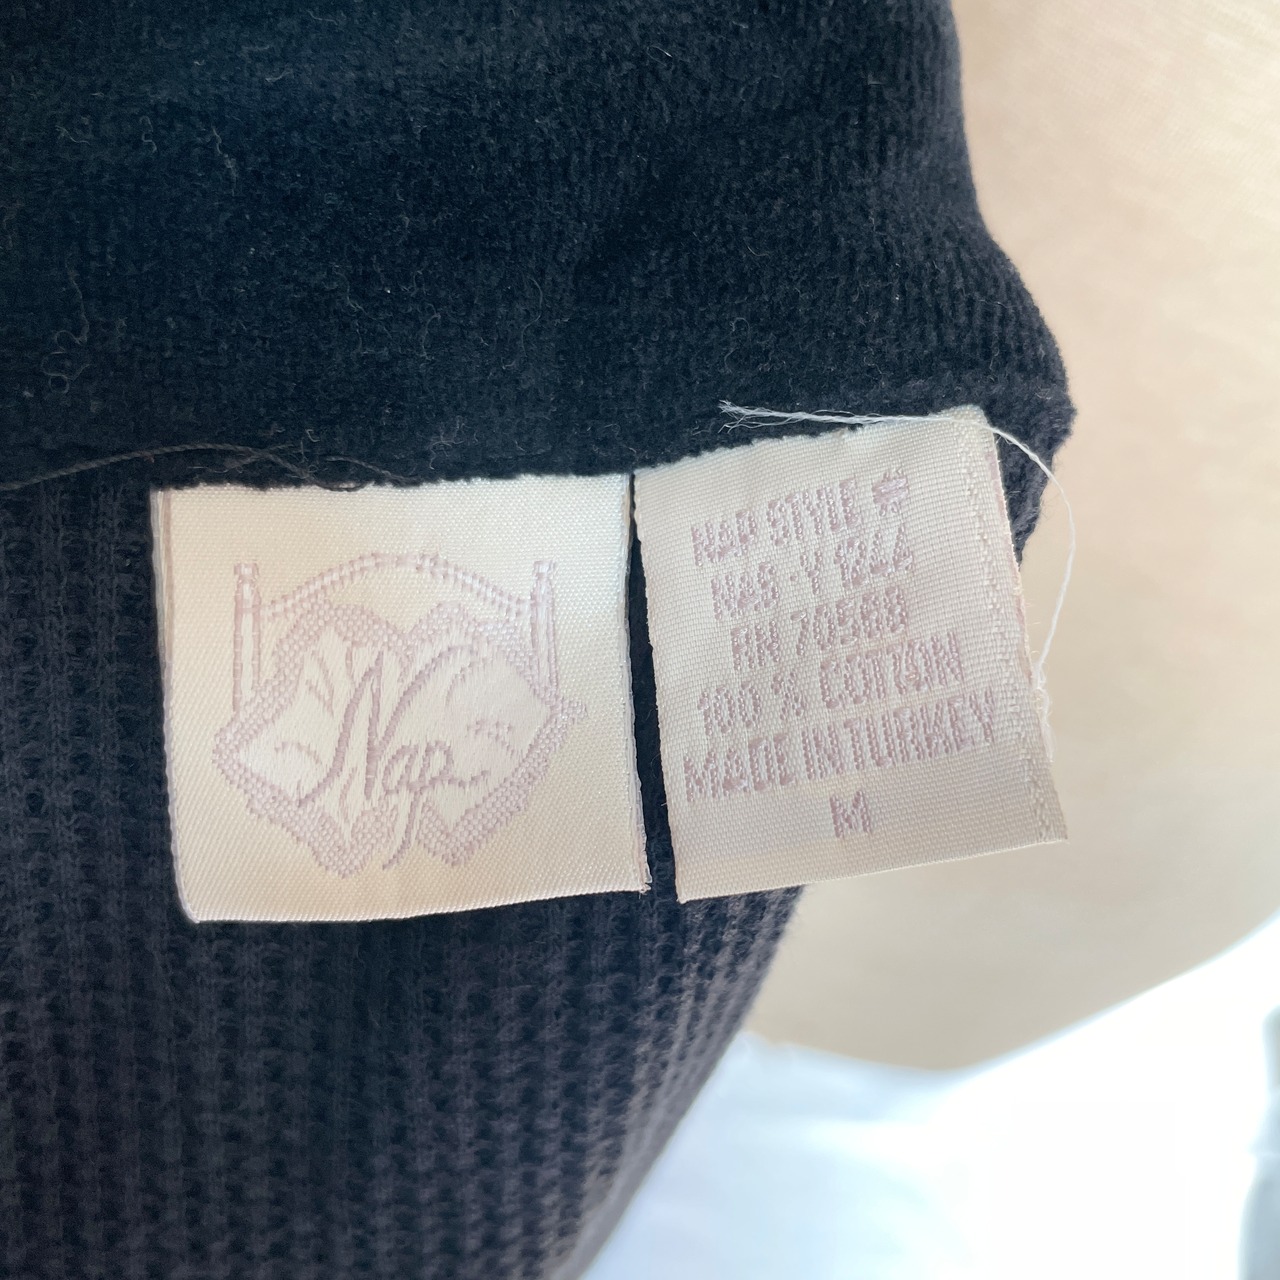 Nap
NAP STYLE #
NAS-Y 1244
RN 70588
100 % COTTON
MADE IN TURKEY
M